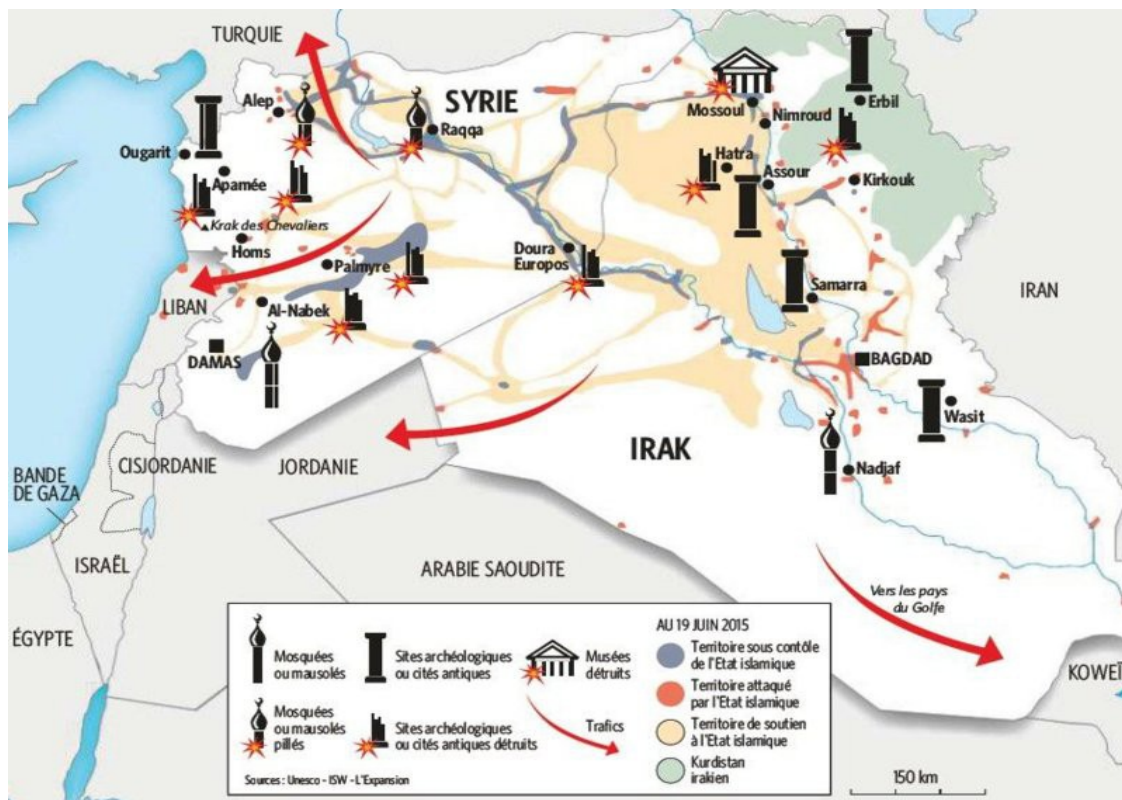 TURQUIE
SYRIE
Alep
Raqqa
Mossoul
Nimroud
Erbil
Ougarit
Apamée
Hatra
Assour
Kirkouk
Krak des Chevaliers
Homs
Palmyre
Doura
Europos
Samarra
IRAN
LIBAN
Al-Nabek
DAMAS
BAGDAD
Wasit
IRAK
Nadjaf
CISJORDANIE
JORDANIE
BANDE
DE GAZA
ISRAËL
ARABIE SAOUDITE
ÉGYPTE
Vers les pays
du Golfe
KOWEÏ
Mosquées
ou mausolés
Sites archéologiques
ou cités antiques
Musées
détruits
Mosquées
ou mausolés
pillés
Sites archéologiques
ou cités antiques détruits
Trafics
AU 19 JUIN 2015
Territoire sous contôle
de l'Etat islamique
Territoire attaqué
par l'Etat islamique
Territoire de soutien
à l'Etat islamique
Kurdistan
irakien
Sources : Unesco - ISW - L'Expansion
150 km